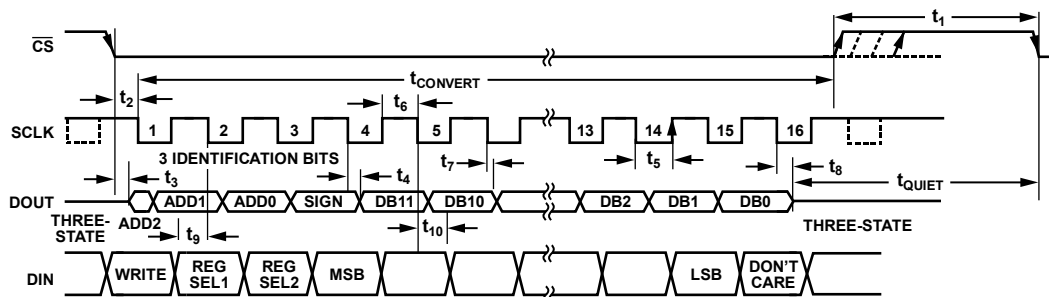 t1
CS
tCONVERT
t2
t6
SCLK
1 2 3 4 5 13 14 15 16
3 IDENTIFICATION BITS
t7
t5
t8
t3
t4
tQUIET
DOUT
ADD1 ADD0 SIGN DB11 DB10 DB2 DB1 DB0
THREE-
STATE
ADD2
t9
t10
THREE-STATE
DIN
WRITE
REG
SEL1
REG
SEL2
MSB
LSB
DON'T
CARE